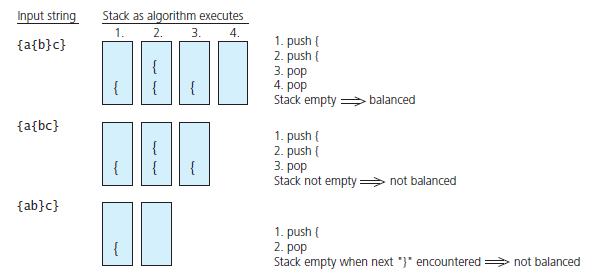 Input string Stack as algorithm executes
1. 2. 3. 4.
{a{b}c}
{ { { {
1. push {
2. push {
3. pop
4. pop
Stack empty ⟹ balanced
{a{bc}
{ { { {
1. push {
2. push {
3. pop
Stack not empty ⟹ not balanced
{ab}c}
{
1. push {
2. pop
Stack empty when next "}" encountered ⟹ not balanced